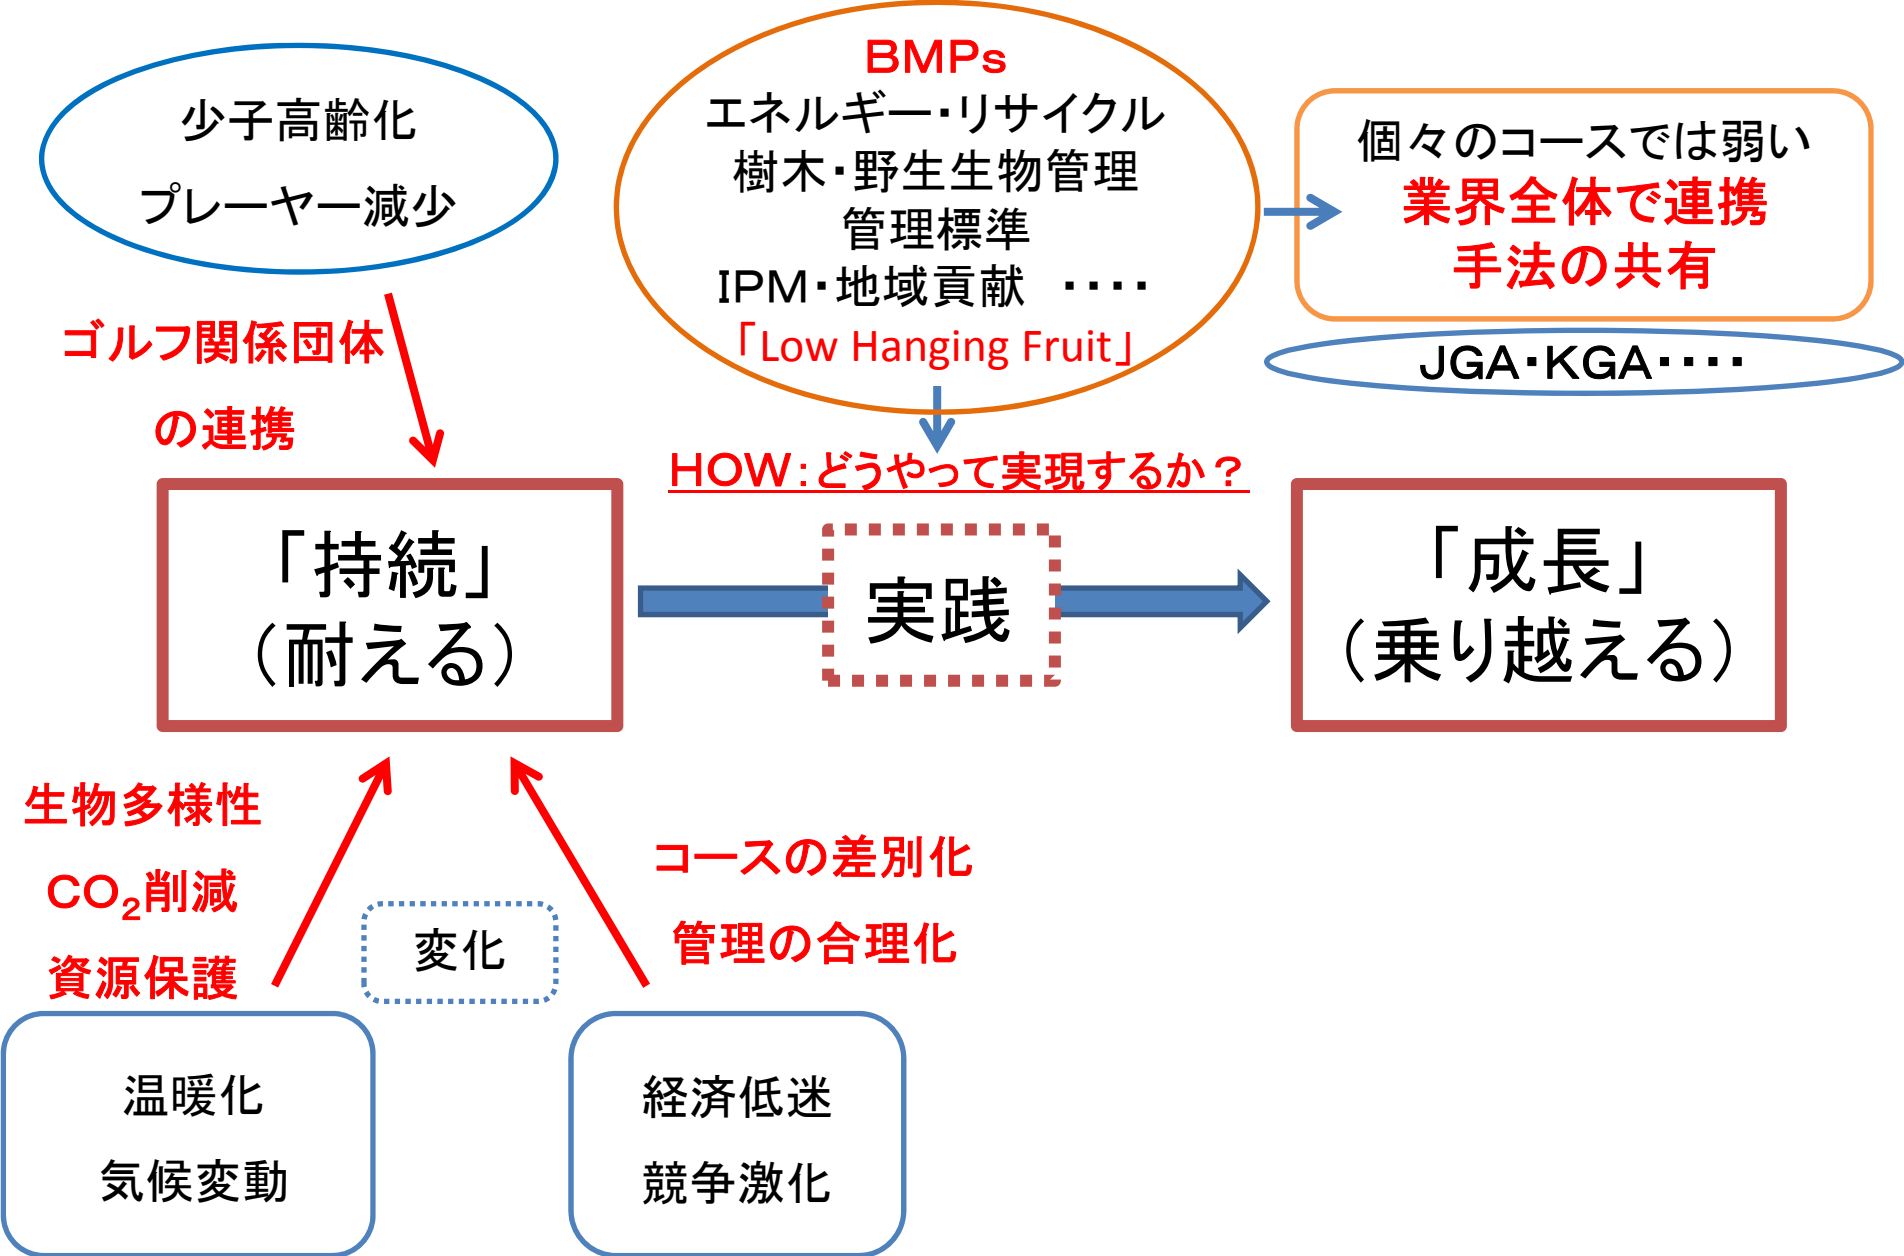 少子高齢化
プレーヤー減少
BMPs
エネルギー・リサイクル
樹木・野生生物管理
管理標準
IPM・地域貢献　・・・・
「Low Hanging Fruit」
個々のコースでは弱い
業界全体で連携
手法の共有
JGA・KGA・・・・
ゴルフ関係団体
の連携
HOW：どうやって実現するか？
「持続」
（耐える）
実践
「成長」
（乗り越える）
生物多様性
CO₂削減
資源保護
コースの差別化
管理の合理化
変化
温暖化
気候変動
経済低迷
競争激化